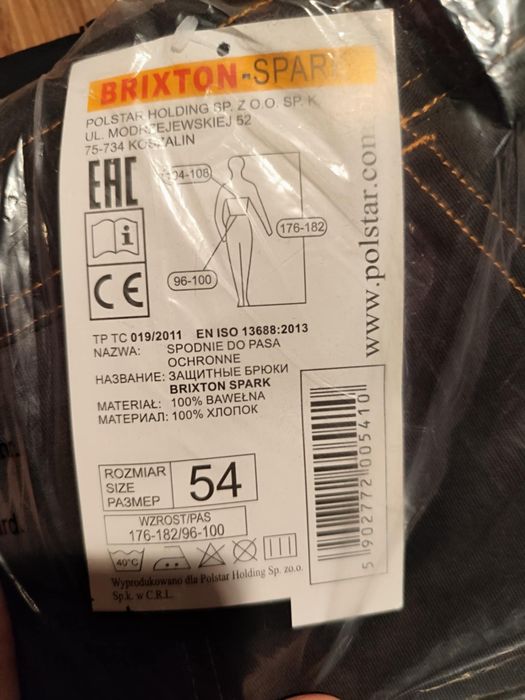 BRIXTON-SPARK
POLSTAR HOLDING SP. Z O.O. SP. K.
UL. MODRZEJEWSKIEJ 52
75-734 KOSZALIN
EAC
104-108
176-182
96-100
i
CE
www.polstar.com
TP TC 019/2011 EN ISO 13688:2013
NAZWA: SPODNIE DO PASA
OCHRONNE
НАЗВАНИЕ: ЗАЩИТНЫЕ БРЮКИ
BRIXTON SPARK
MATERIAŁ: 100% BAWEŁNA
МАТЕРИАЛ: 100% ХЛОПОК
ROZMIAR
SIZE
РАЗМЕР
54
WZROST/PAS
176-182/96-100
40°C
Wyprodukowano dla Polstar Holding Sp. zo.o.
Sp.k. w C.R.L.
5 902772 005410